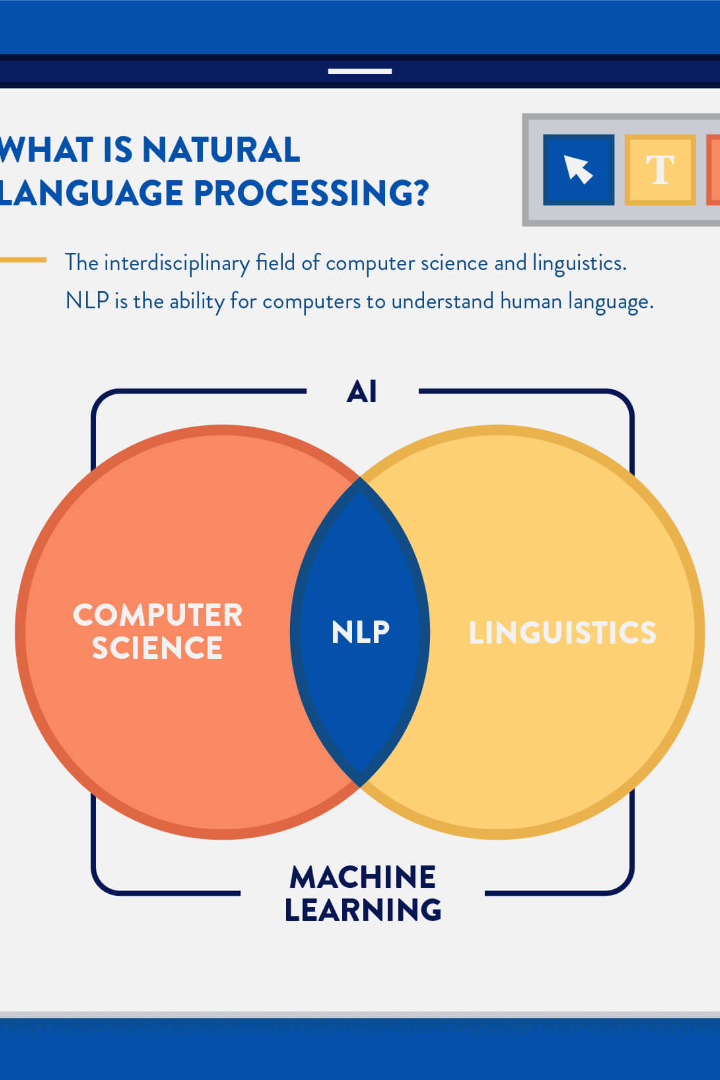 WHAT IS NATURAL
LANGUAGE PROCESSING?
T
The interdisciplinary field of computer science and linguistics.
NLP is the ability for computers to understand human language.
AI
COMPUTER
SCIENCE
NLP
LINGUISTICS
MACHINE
LEARNING